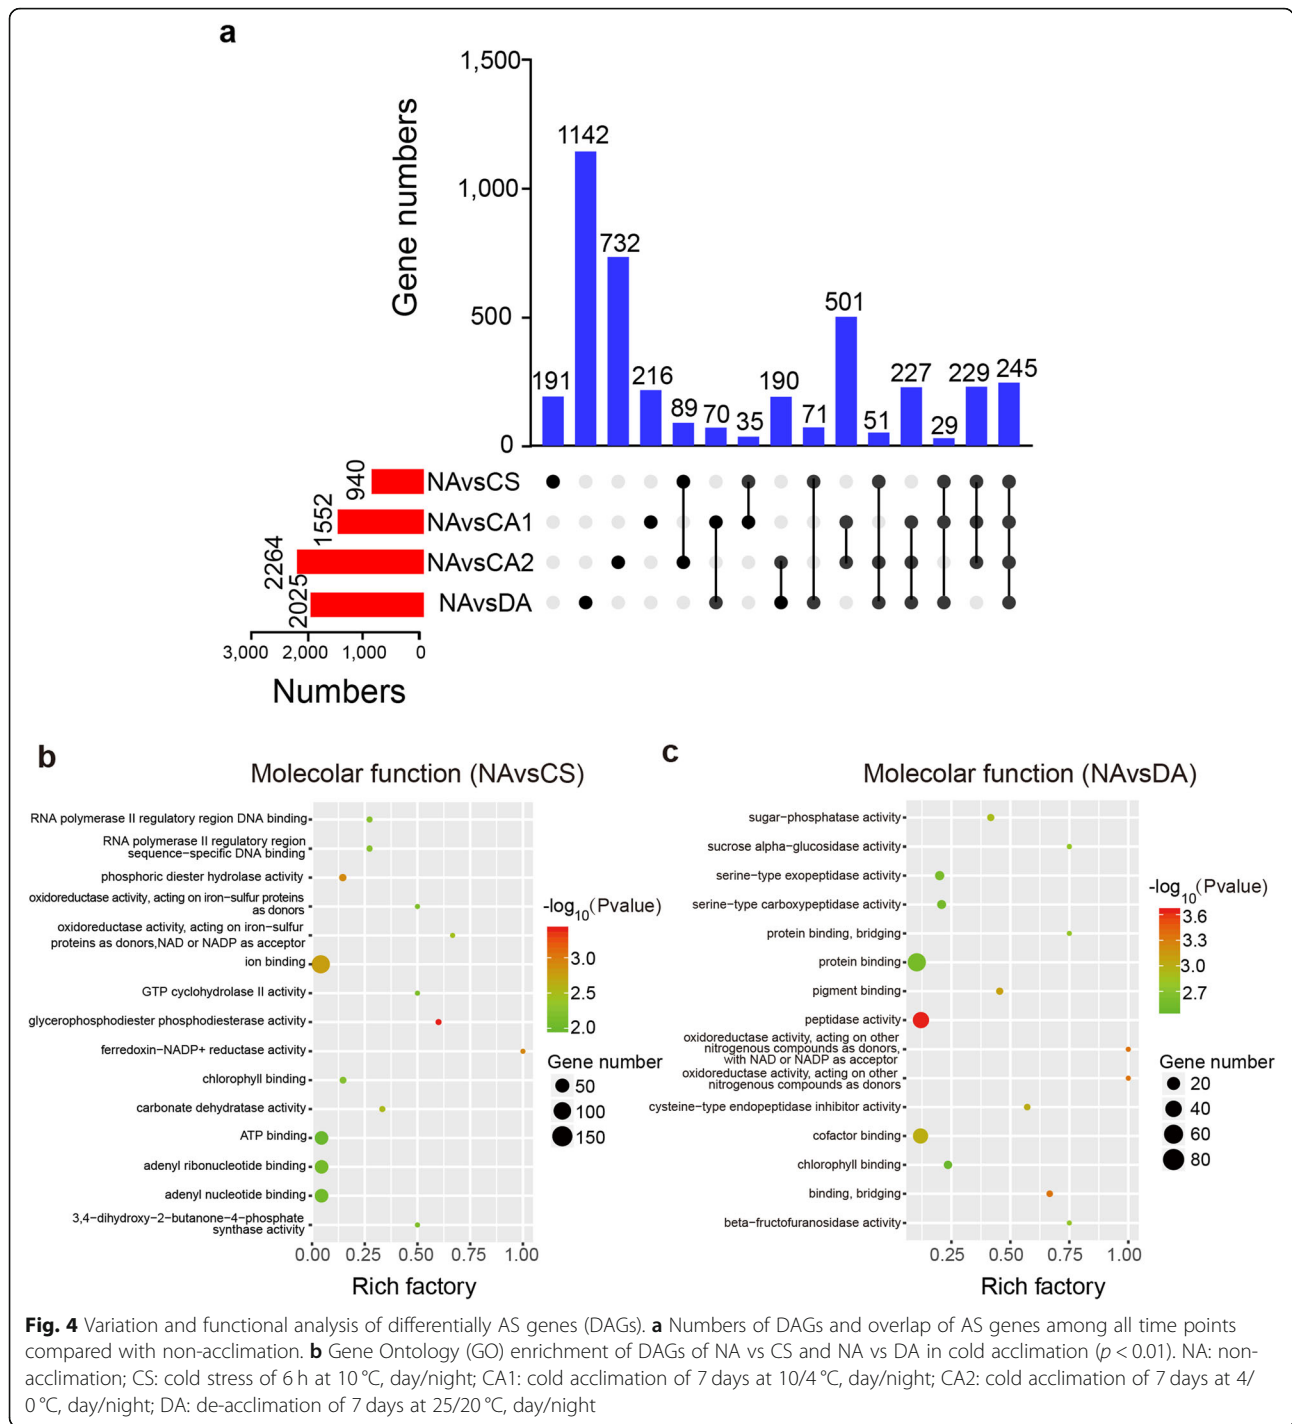 a
Gene numbers
1,500
1,000
500
0
191
1142
732
216
89
70
35
190
71
501
51
227
29
229
245
940
1552
2264
2025
NAvsCS
NAvsCA1
NAvsCA2
NAvsDA
3,000 2,000 1,000 0
Numbers
b
Molecolar function (NAvsCS)
RNA polymerase II regulatory region DNA binding
RNA polymerase II regulatory region
sequence−specific DNA binding
phosphoric diester hydrolase activity
oxidoreductase activity, acting on iron−sulfur proteins
as donors
oxidoreductase activity, acting on iron−sulfur
proteins as donors,NAD or NADP as acceptor
ion binding
GTP cyclohydrolase II activity
glycerophosphodiester phosphodiesterase activity
ferredoxin−NADP+ reductase activity
chlorophyll binding
carbonate dehydratase activity
ATP binding
adenyl ribonucleotide binding
adenyl nucleotide binding
3,4−dihydroxy−2−butanone−4−phosphate
synthase activity
0.00 0.25 0.50 0.75 1.00
Rich factory
-log10(Pvalue)
3.0
2.5
2.0
Gene number
50
100
150
c
Molecolar function (NAvsDA)
sugar−phosphatase activity
sucrose alpha−glucosidase activity
serine−type exopeptidase activity
serine−type carboxypeptidase activity
protein binding, bridging
protein binding
pigment binding
peptidase activity
oxidoreductase activity, acting on other
nitrogenous compounds as donors,
with NAD or NADP as acceptor
oxidoreductase activity, acting on other
nitrogenous compounds as donors
cysteine−type endopeptidase inhibitor activity
cofactor binding
chlorophyll binding
binding, bridging
beta−fructofuranosidase activity
0.25 0.50 0.75 1.00
Rich factory
-log10(Pvalue)
3.6
3.3
3.0
2.7
Gene number
20
40
60
80
Fig. 4 Variation and functional analysis of differentially AS genes (DAGs). a Numbers of DAGs and overlap of AS genes among all time points
compared with non-acclimation. b Gene Ontology (GO) enrichment of DAGs of NA vs CS and NA vs DA in cold acclimation (p < 0.01). NA: non-
acclimation; CS: cold stress of 6 h at 10 °C, day/night; CA1: cold acclimation of 7 days at 10/4 °C, day/night; CA2: cold acclimation of 7 days at 4/
0 °C, day/night; DA: de-acclimation of 7 days at 25/20 °C, day/night